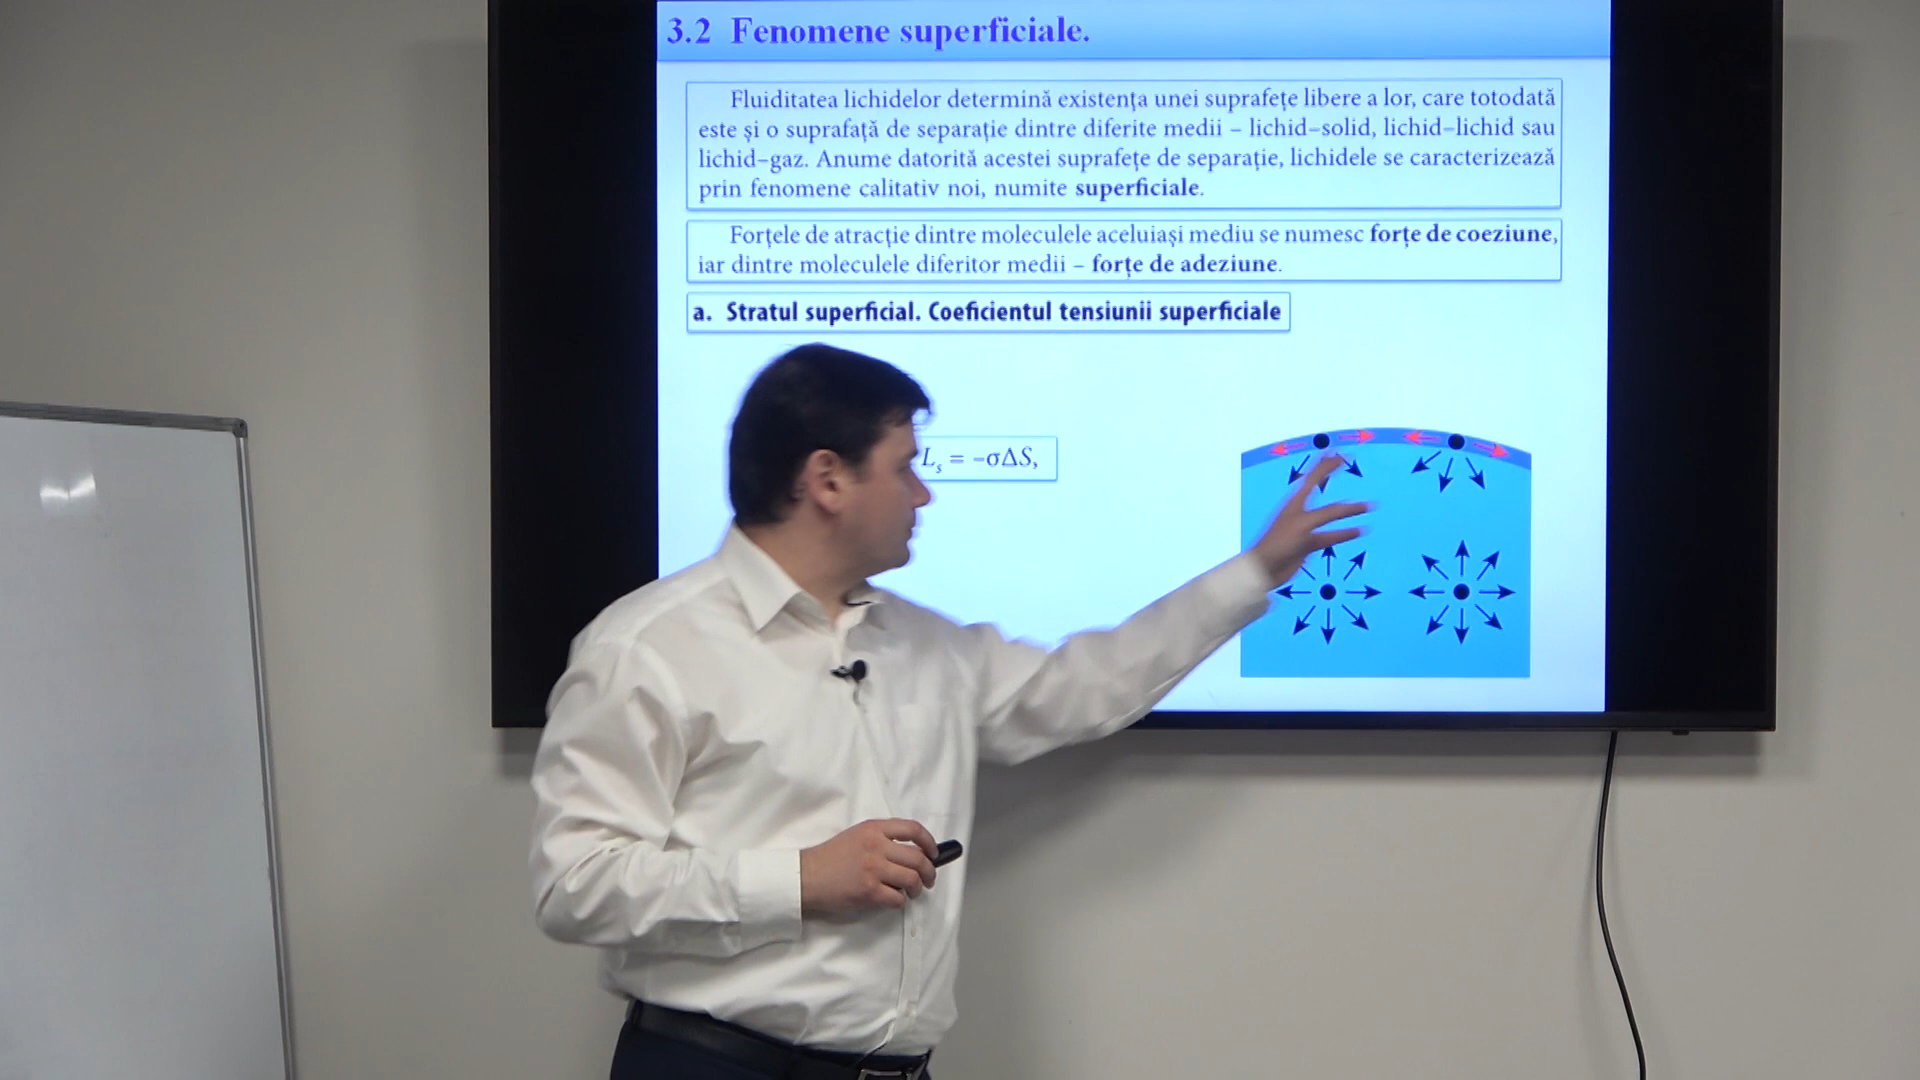 3.2 Fenomene superficiale.
Fluiditatea lichidelor determină existența unei suprafețe libere a lor, care totodată
este și o suprafață de separație dintre diferite medii – lichid–solid, lichid–lichid sau
lichid–gaz. Anume datorită acestei suprafețe de separație, lichidele se caracterizează
prin fenomene calitativ noi, numite superficiale.
Forțele de atracție dintre moleculele aceluiași mediu se numesc forțe de coeziune,
iar dintre moleculele diferitor medii – forțe de adeziune.
a. Stratul superficial. Coeficientul tensiunii superficiale
Lₛ = –σΔS,